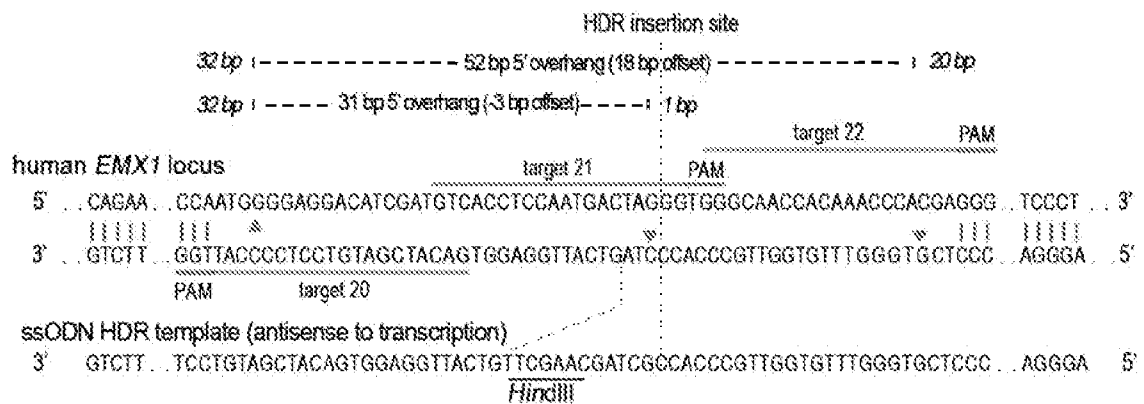 HDR insertion site
32 bp 52 bp 5' overhang (18 bp offset) 20 bp
32 bp 31 bp 5' overhang (-3 bp offset) 1 bp
target 22 PAM
human EMX1 locus
target 21 PAM
5' ...CAGAA...CCAATGGGGAGGACATCGATGTCACCTCCAATGACTAGGGTGGGCAACCACAAACCCACGAGGG...TCCCT... 3'
3' ...GTCTT...GGTTACCCCTCCTGTAGCTACAGTGGAGGTTACTGATCCCACCCGTTGGTGTTTGGGTGCTCCC...AGGGA... 5'
PAM target 20
ssODN HDR template (antisense to transcription)
3' GTCTT...TCCTGTAGCTACAGTGGAGGTTACTGTTCGAACGATCGCCACCCGTTGGTGTTTGGGTGCTCCC...AGGGA 5'
HindIII